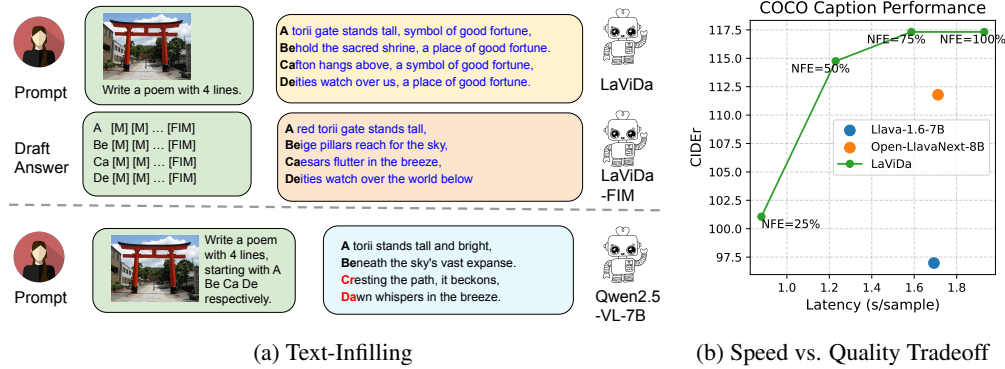 Prompt
Write a poem with 4 lines.
A torii gate stands tall, symbol of good fortune,
Behold the sacred shrine, a place of good fortune.
Cafton hangs above, a symbol of good fortune,
Deities watch over us, a place of good fortune.
LaViDa
Draft
Answer
A [M] [M] ... [FIM]
Be [M] [M] ... [FIM]
Ca [M] [M] ... [FIM]
De [M] [M] ... [FIM]
A red torii gate stands tall,
Beige pillars reach for the sky,
Caesars flutter in the breeze,
Deities watch over the world below
LaViDa
-FIM
Prompt
Write a poem
with 4 lines,
starting with A
Be Ca De
respectively.
A torii stands tall and bright,
Beneath the sky's vast expanse.
Cresting the path, it beckons,
Dawn whispers in the breeze.
Qwen2.5
-VL-7B
(a) Text-Infilling
COCO Caption Performance
CIDEr
117.5
115.0
112.5
110.0
107.5
105.0
102.5
100.0
97.5
NFE=25%
NFE=50%
NFE=75%
NFE=100%
Llava-1.6-7B
Open-LlavaNext-8B
LaViDa
1.0 1.2 1.4 1.6 1.8
Latency (s/sample)
(b) Speed vs. Quality Tradeoff